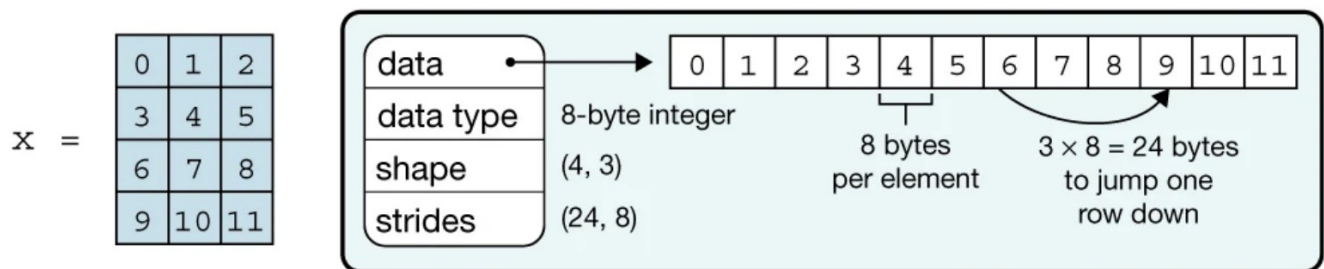 x =
0 1 2
3 4 5
6 7 8
9 10 11
data
data type 8-byte integer
shape (4, 3)
strides (24, 8)
0 1 2 3 4 5 6 7 8 9 10 11
8 bytes
per element
3 × 8 = 24 bytes
to jump one
row down